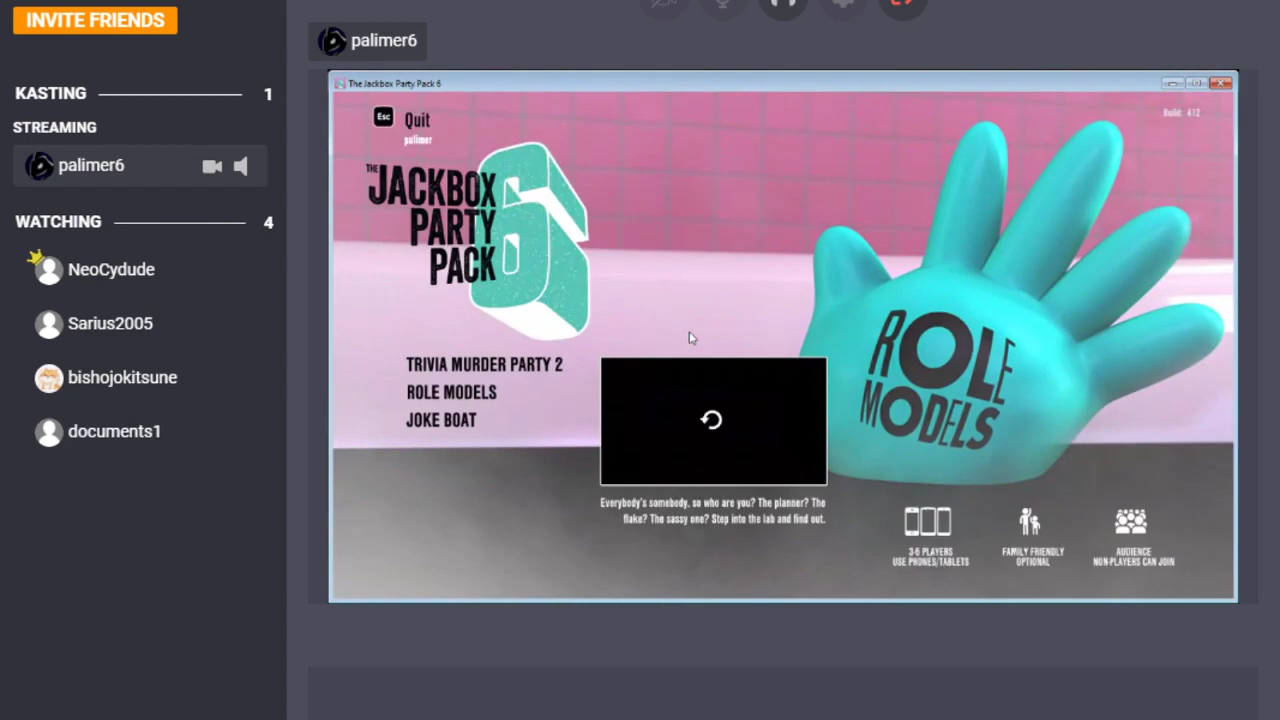 INVITE FRIENDS
KASTING 1
STREAMING
palimer6
WATCHING 4
NeoCydude
Sarius2005
bishojokitsune
documents1
palimer6
The Jackbox Party Pack 6
Esc Quit
palimer
Build: 412
THE
JACKBOX
PARTY
PACK
6
TRIVIA MURDER PARTY 2
ROLE MODELS
JOKE BOAT
Everybody's somebody, so who are you? The planner? The
flake? The sassy one? Step into the lab and find out.
ROLE
MODELS
3-6 PLAYERS
USE PHONES/TABLETS
FAMILY FRIENDLY
OPTIONAL
AUDIENCE
NON-PLAYERS CAN JOIN